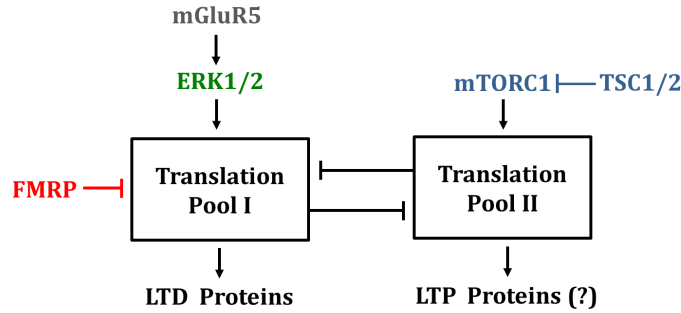 mGluR5
ERK1/2
mTORC1
TSC1/2
FMRP
Translation
Pool I
Translation
Pool II
LTD Proteins
LTP Proteins (?)